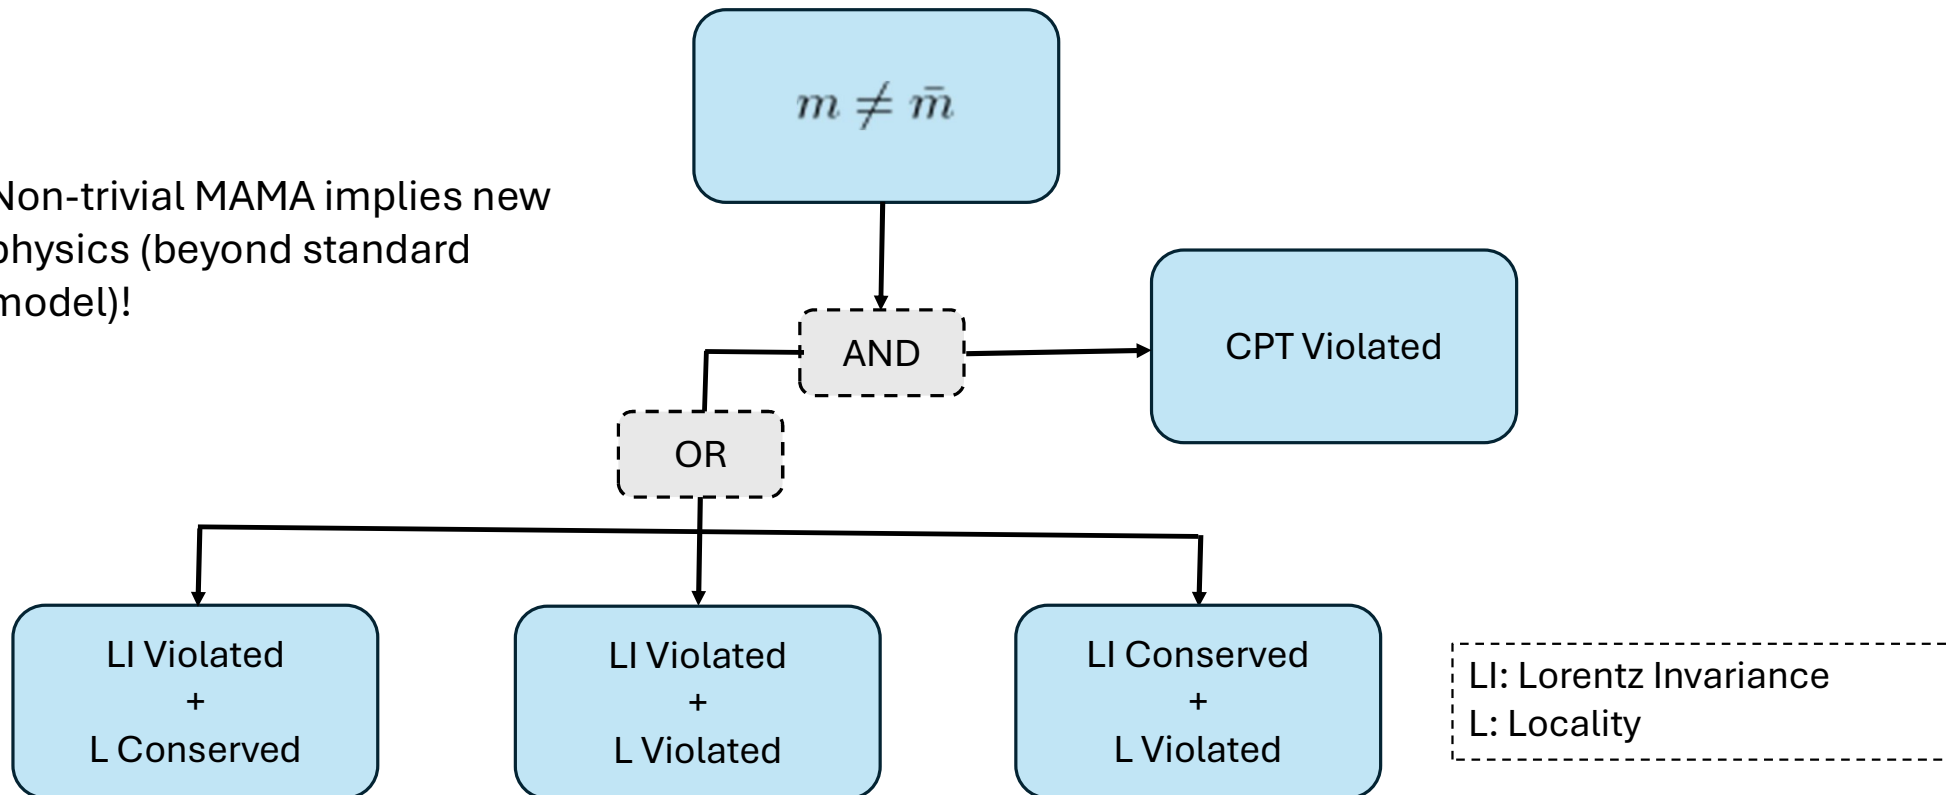 m ≠ m̄
Non-trivial MAMA implies new
physics (beyond standard
model)!
AND
CPT Violated
OR
LI Violated
+
L Conserved
LI Violated
+
L Violated
LI Conserved
+
L Violated
LI: Lorentz Invariance
L: Locality